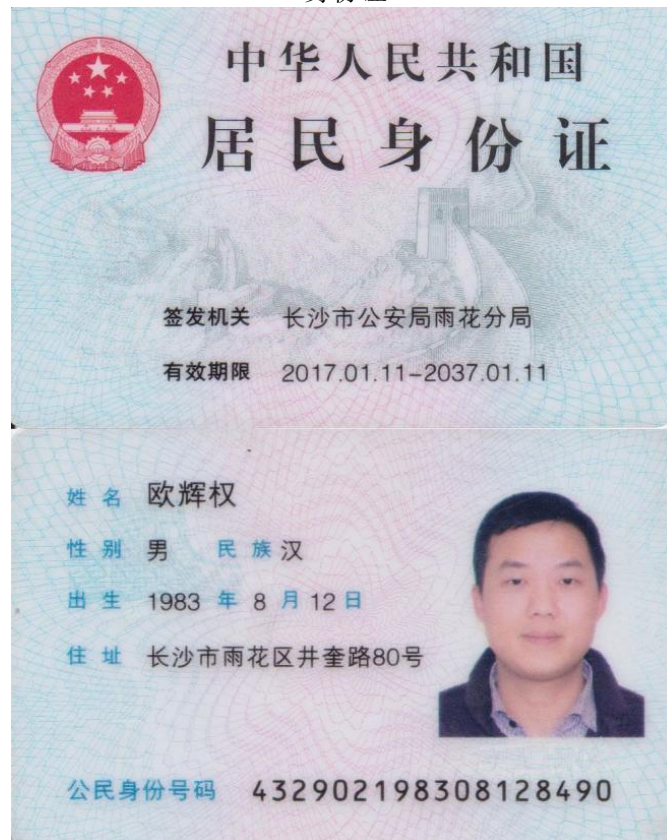 中华人民共和国
居民身份证
签发机关 长沙市公安局雨花分局
有效期限 2017.01.11-2037.01.11
姓名 欧辉权
性别 男 民族 汉
出生 1983 年 8 月 12 日
住址 长沙市雨花区井奎路80号
公民身份号码 432902198308128490